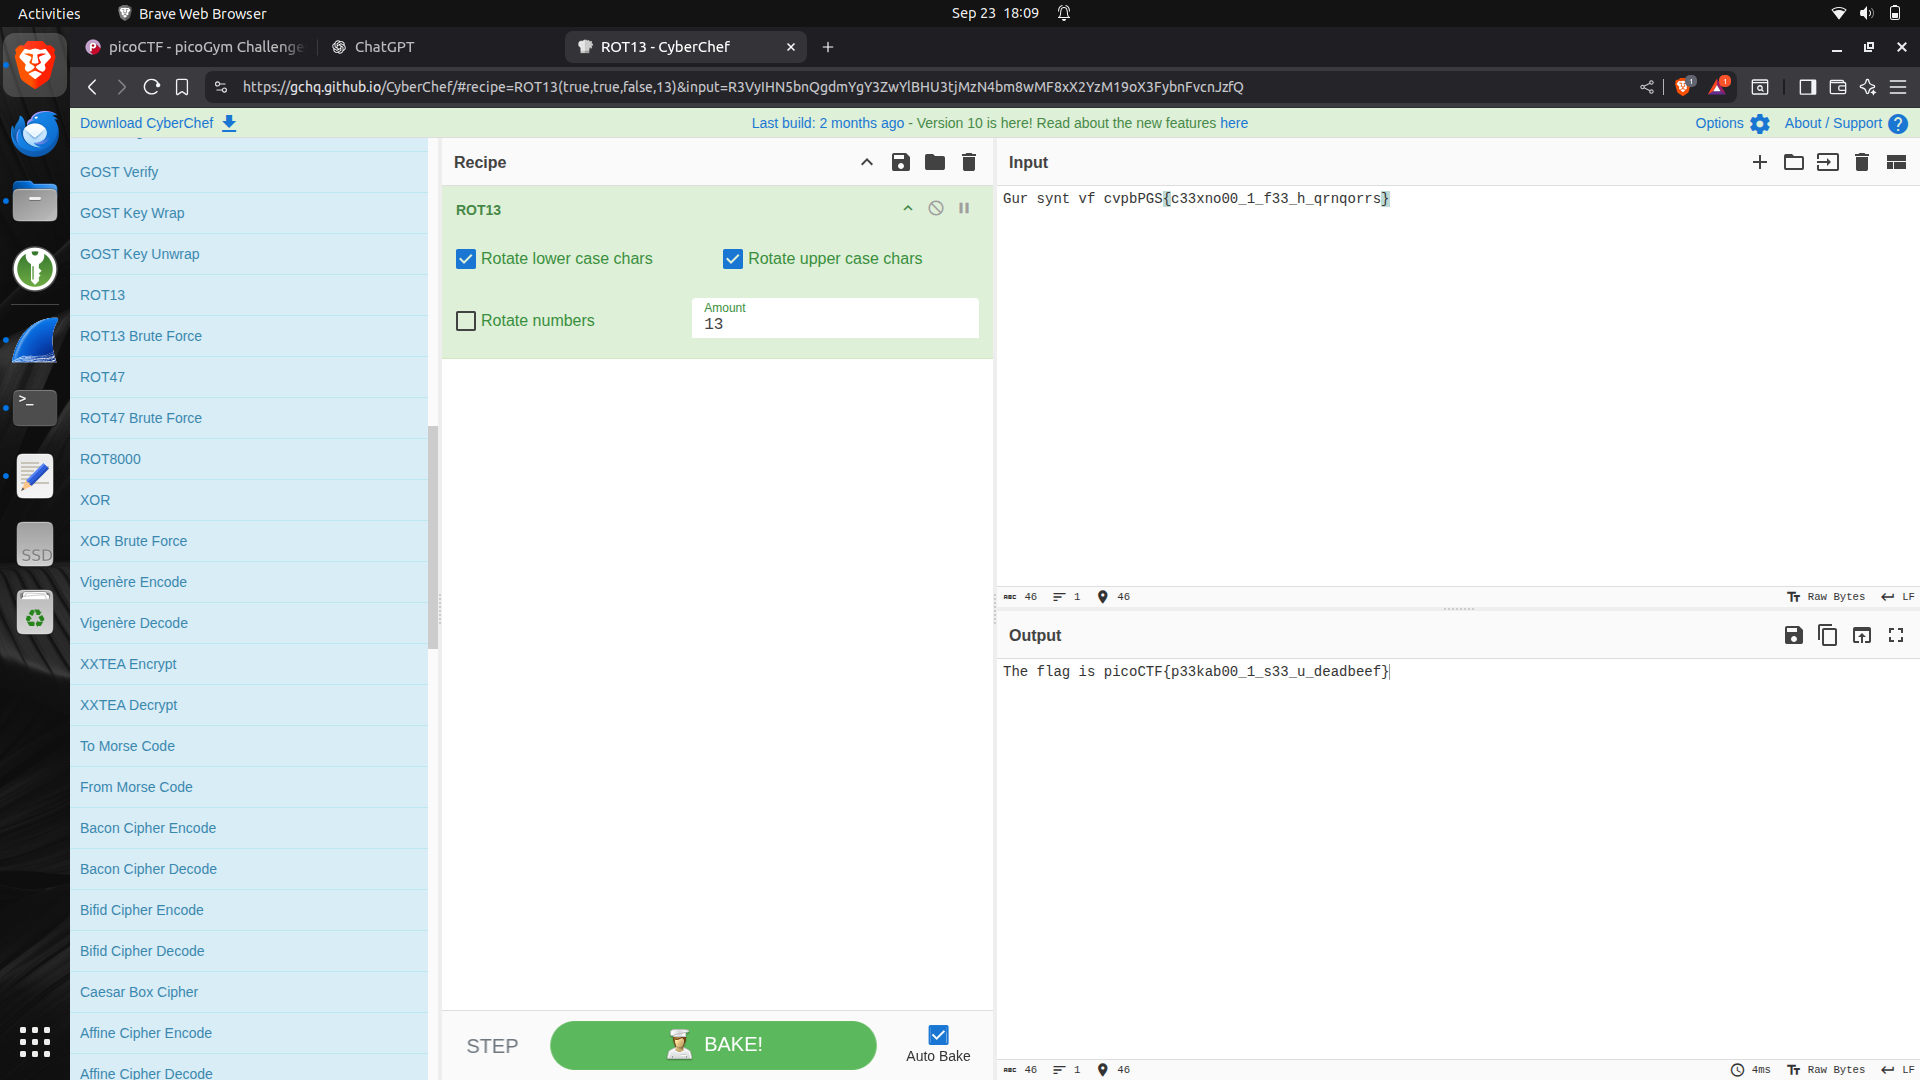 Activities
Brave Web Browser
Sep 23 18:09
picoCTF - picoGym Challenge
ChatGPT
ROT13 - CyberChef
https://gchq.github.io/CyberChef/#recipe=ROT13(true,true,false,13)&input=R3VyIHN5bnQgdmYgY3ZwYlBHU3tjMzN4bm8wMF8xX2YzM19oX3FybnFvcnJzfQ
1
1
Download CyberChef
Last build: 2 months ago - Version 10 is here! Read about the new features here
Options
About / Support
GOST Verify
GOST Key Wrap
GOST Key Unwrap
ROT13
ROT13 Brute Force
ROT47
ROT47 Brute Force
ROT8000
XOR
XOR Brute Force
Vigenère Encode
Vigenère Decode
XXTEA Encrypt
XXTEA Decrypt
To Morse Code
From Morse Code
Bacon Cipher Encode
Bacon Cipher Decode
Bifid Cipher Encode
Bifid Cipher Decode
Caesar Box Cipher
Affine Cipher Encode
Affine Cipher Decode
SSD
Recipe
ROT13
Rotate lower case chars
Rotate upper case chars
Rotate numbers
Amount
13
STEP
BAKE!
Auto Bake
Input
Gur synt vf cvpbPGS{c33xno00_1_f33_h_qrnqorrs}
ABC 46 1 46
Raw Bytes LF
Output
The flag is picoCTF{p33kab00_1_s33_u_deadbeef}
ABC 46 1 46
4ms Raw Bytes LF